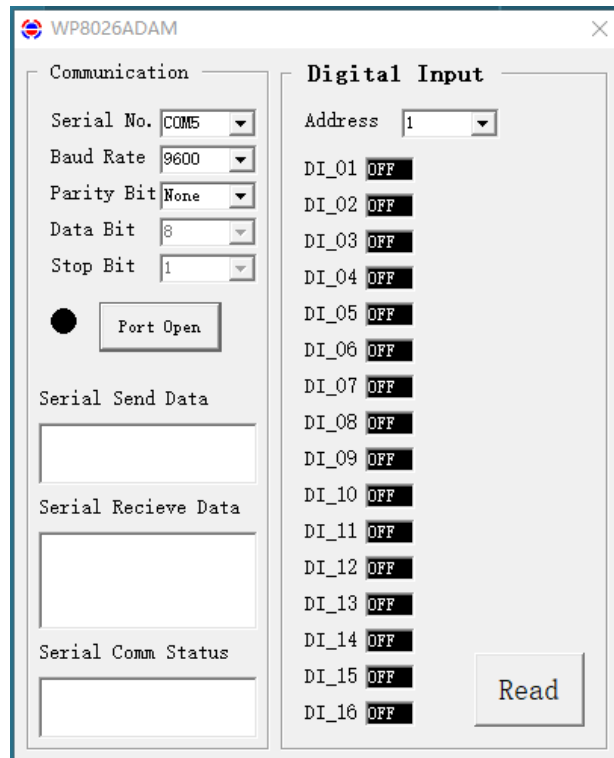 WP8026ADAM
Communication
Serial No. COM5
Baud Rate 9600
Parity Bit None
Data Bit 8
Stop Bit 1
Port Open
Serial Send Data
Serial Recieve Data
Serial Comm Status
Digital Input
Address 1
DI_01 OFF
DI_02 OFF
DI_03 OFF
DI_04 OFF
DI_05 OFF
DI_06 OFF
DI_07 OFF
DI_08 OFF
DI_09 OFF
DI_10 OFF
DI_11 OFF
DI_12 OFF
DI_13 OFF
DI_14 OFF
DI_15 OFF
DI_16 OFF
Read